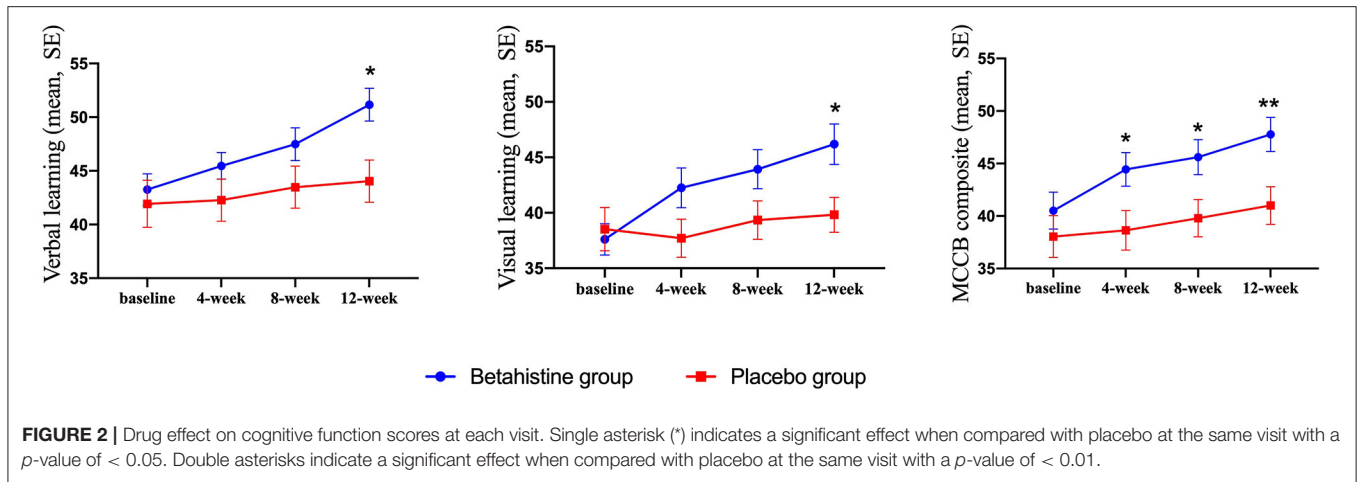 Verbal learning (mean, SE)
55
50
45
40
35
*
baseline 4-week 8-week 12-week
Visual learning (mean, SE)
55
50
45
40
35
*
baseline 4-week 8-week 12-week
MCCB composite (mean, SE)
55
50
45
40
35
* * **
baseline 4-week 8-week 12-week
Betahistine group Placebo group
FIGURE 2 | Drug effect on cognitive function scores at each visit. Single asterisk (*) indicates a significant effect when compared with placebo at the same visit with a
p-value of < 0.05. Double asterisks indicate a significant effect when compared with placebo at the same visit with a p-value of < 0.01.